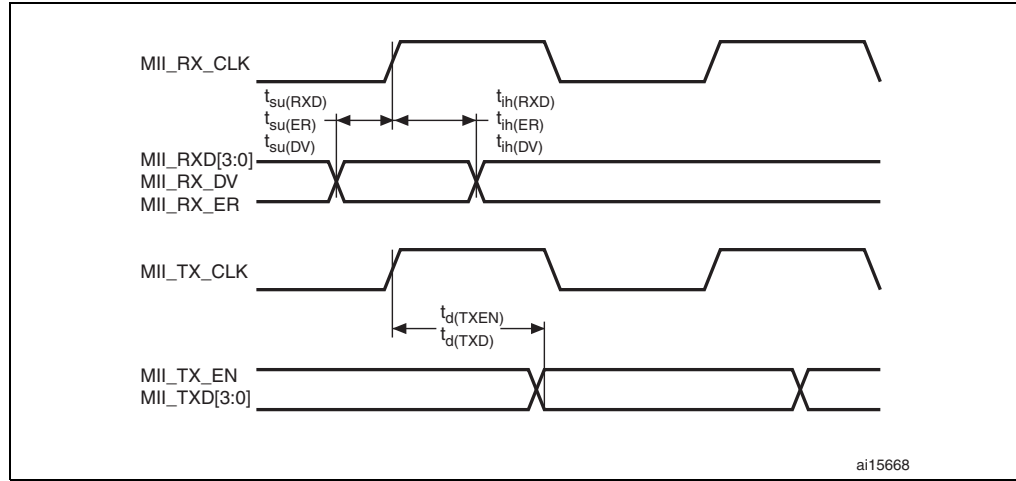 MII_RX_CLK
tsu(RXD)
tsu(ER)
tsu(DV)
tih(RXD)
tih(ER)
tih(DV)
MII_RXD[3:0]
MII_RX_DV
MII_RX_ER
MII_TX_CLK
td(TXEN)
td(TXD)
MII_TX_EN
MII_TXD[3:0]
ai15668